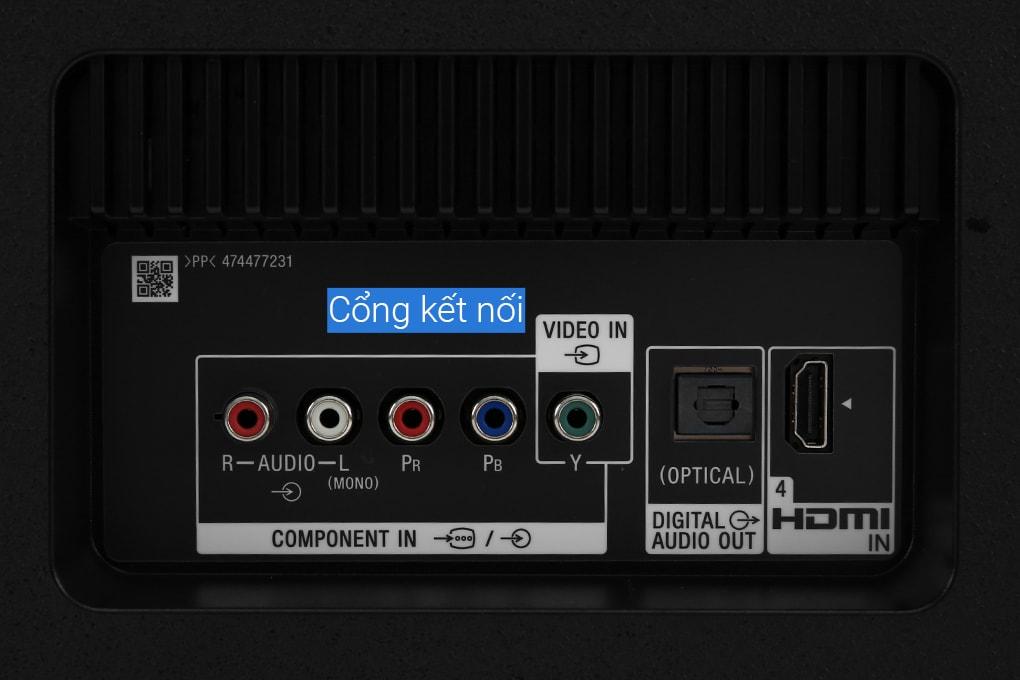 >PP< 474477231
Cổng kết nối
VIDEO IN
R AUDIO L
(MONO)
PR
PB
Y
COMPONENT IN /
(OPTICAL)
DIGITAL
AUDIO OUT
4
HDMI
IN